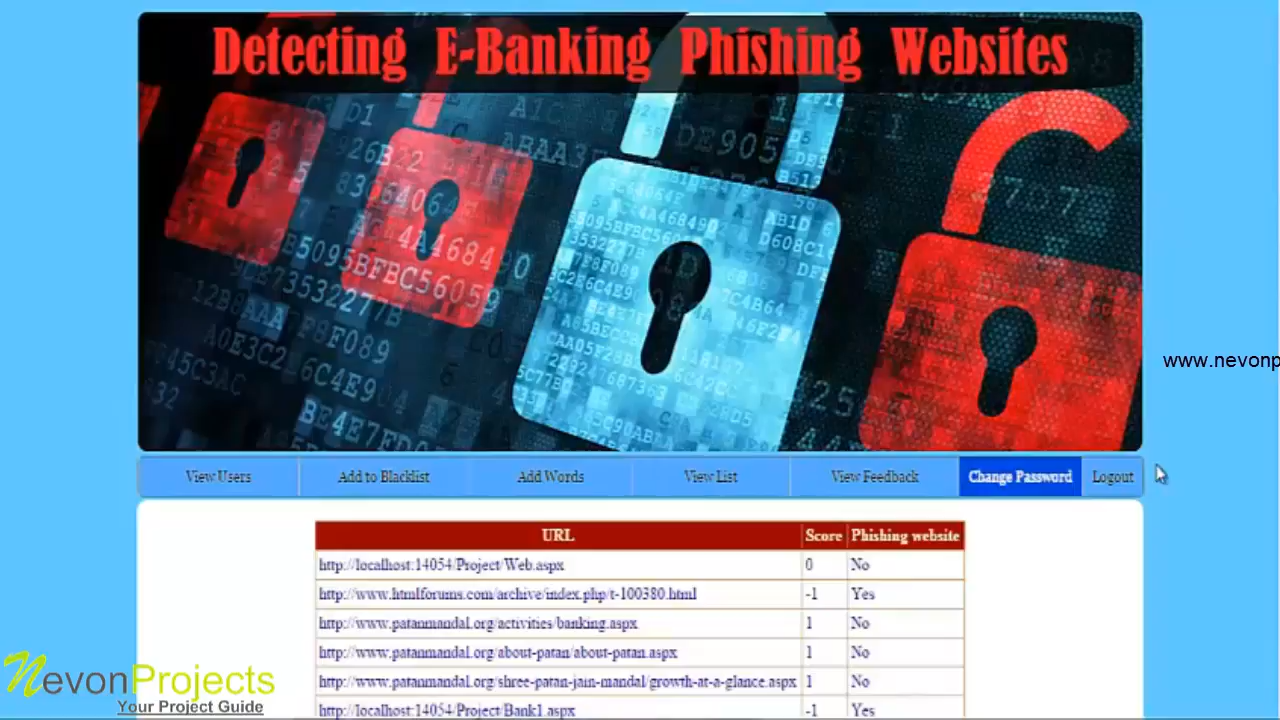 Detecting E-Banking Phishing Websites
www.nevonp
View Users Add to Blacklist Add Words View List View Feedback Change Password Logout
URL Score Phishing website
http://localhost:14054/Project/Web.aspx 0 No
http://www.htmlforums.com/archive/index.php/t-100380.html -1 Yes
http://www.patanmandal.org/activities/banking.aspx 1 No
http://www.patanmandal.org/about-patan/about-patan.aspx 1 No
http://www.patanmandal.org/shree-patan-jain-mandal/growth-at-a-glance.aspx 1 No
http://localhost:14054/Project/Bank1.aspx -1 Yes
NevonProjects
Your Project Guide